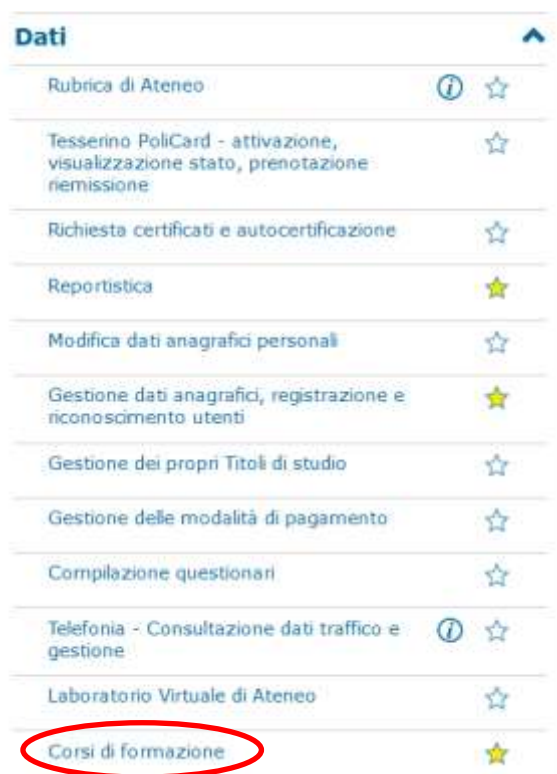 Dati
Rubrica di Ateneo
Tesserino PoliCard - attivazione,
visualizzazione stato, prenotazione
riemissione
Richiesta certificati e autocertificazione
Reportistica
Modifica dati anagrafici personali
Gestione dati anagrafici, registrazione e
riconoscimento utenti
Gestione dei propri Titoli di studio
Gestione delle modalità di pagamento
Compilazione questionari
Telefonia - Consultazione dati traffico e
gestione
Laboratorio Virtuale di Ateneo
Corsi di formazione